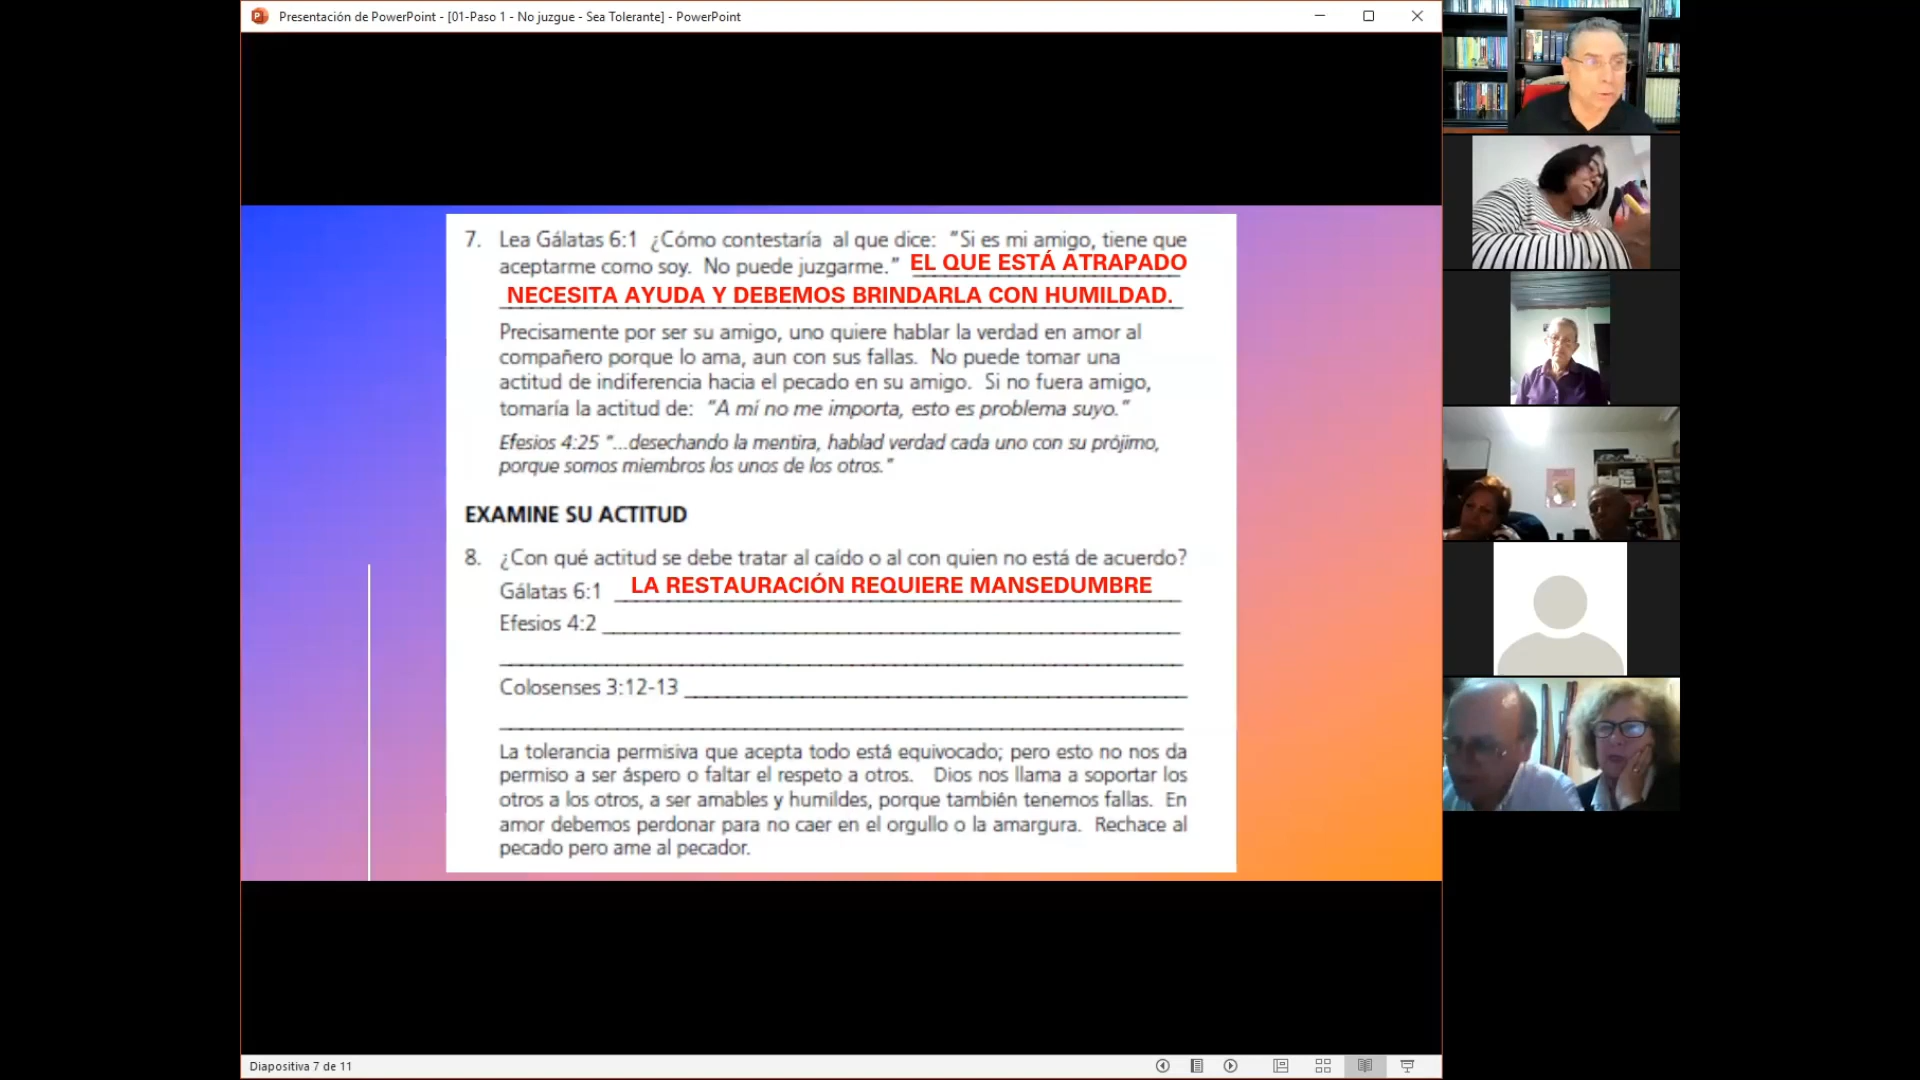 Presentación de PowerPoint - [01-Paso 1 - No juzgue - Sea Tolerante] - PowerPoint
7. Lea Gálatas 6:1 ¿Cómo contestaría al que dice: "Si es mi amigo, tiene que
aceptarme como soy. No puede juzgarme." EL QUE ESTÁ ATRAPADO
NECESITA AYUDA Y DEBEMOS BRINDARLA CON HUMILDAD.
Precisamente por ser su amigo, uno quiere hablar la verdad en amor al
compañero porque lo ama, aun con sus fallas. No puede tomar una
actitud de indiferencia hacia el pecado en su amigo. Si no fuera amigo,
tomaría la actitud de: "A mí no me importa, esto es problema suyo."
Efesios 4:25 "...desechando la mentira, hablad verdad cada uno con su prójimo,
porque somos miembros los unos de los otros."
EXAMINE SU ACTITUD
8. ¿Con qué actitud se debe tratar al caído o al con quien no está de acuerdo?
Gálatas 6:1 LA RESTAURACIÓN REQUIERE MANSEDUMBRE
Efesios 4:2
Colosenses 3:12-13
La tolerancia permisiva que acepta todo está equivocado; pero esto no nos da
permiso a ser áspero o faltar el respeto a otros. Dios nos llama a soportar los
otros a los otros, a ser amables y humildes, porque también tenemos fallas. En
amor debemos perdonar para no caer en el orgullo o la amargura. Rechace al
pecado pero ame al pecador.
Diapositiva 7 de 11